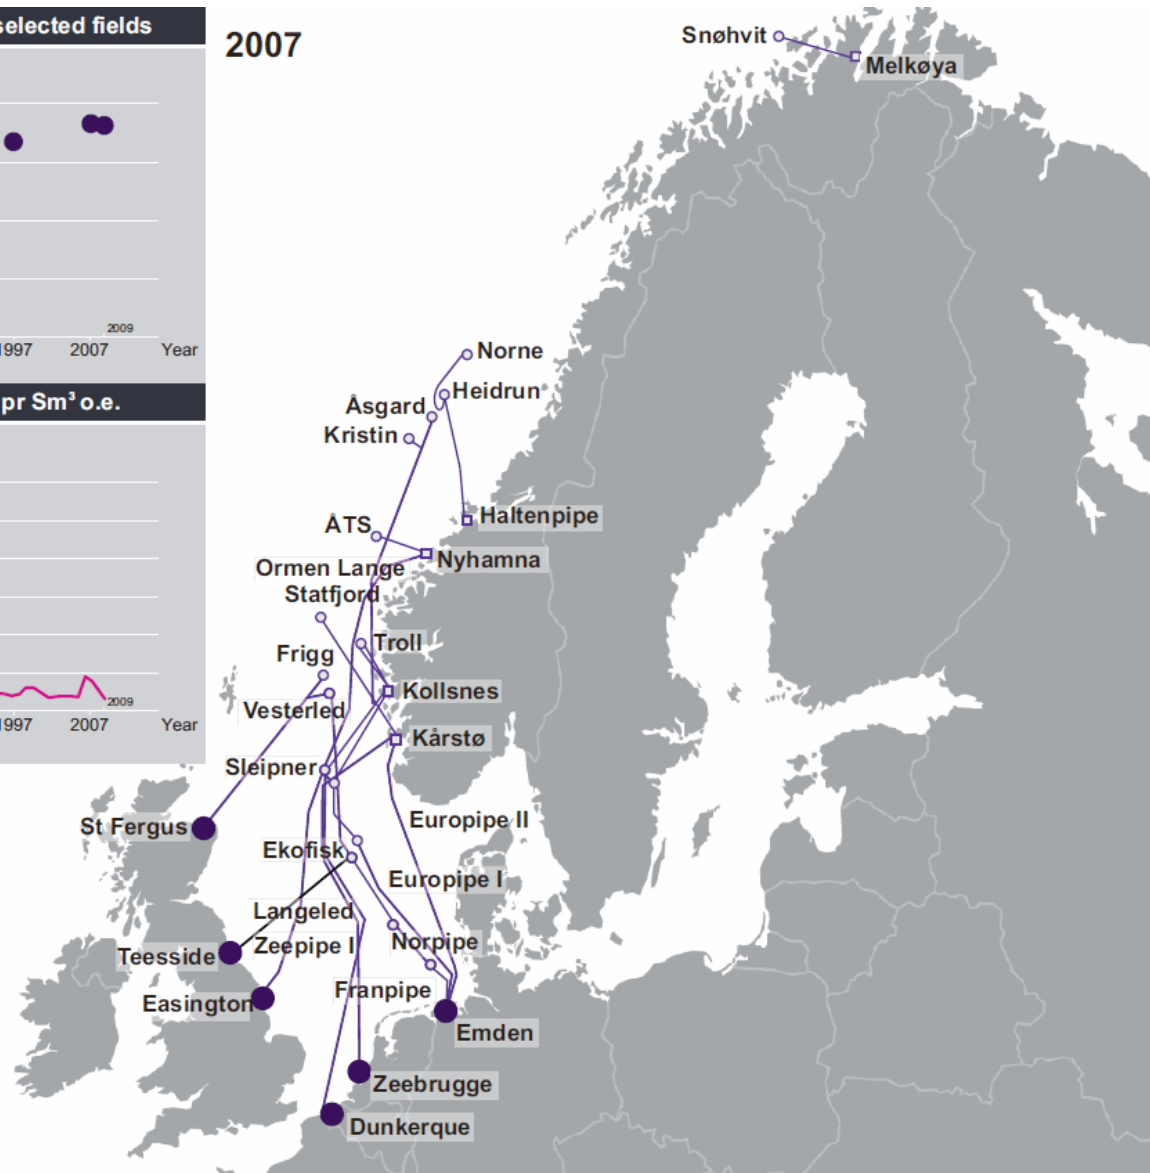 selected fields
2009
1997
2007
Year
pr Sm³ o.e.
2009
1997
2007
Year
2007
Snøhvit
Melkøya
Norne
Heidrun
Åsgard
Kristin
Haltenpipe
ÅTS
Nyhamna
Ormen Lange
Statfjord
Troll
Frigg
Kollsnes
Vesterled
Kårstø
Sleipner
Europipe II
St Fergus
Ekofisk
Europipe I
Langeled
Norpipe
Zeepipe I
Teesside
Franpipe
Easington
Emden
Zeebrugge
Dunkerque